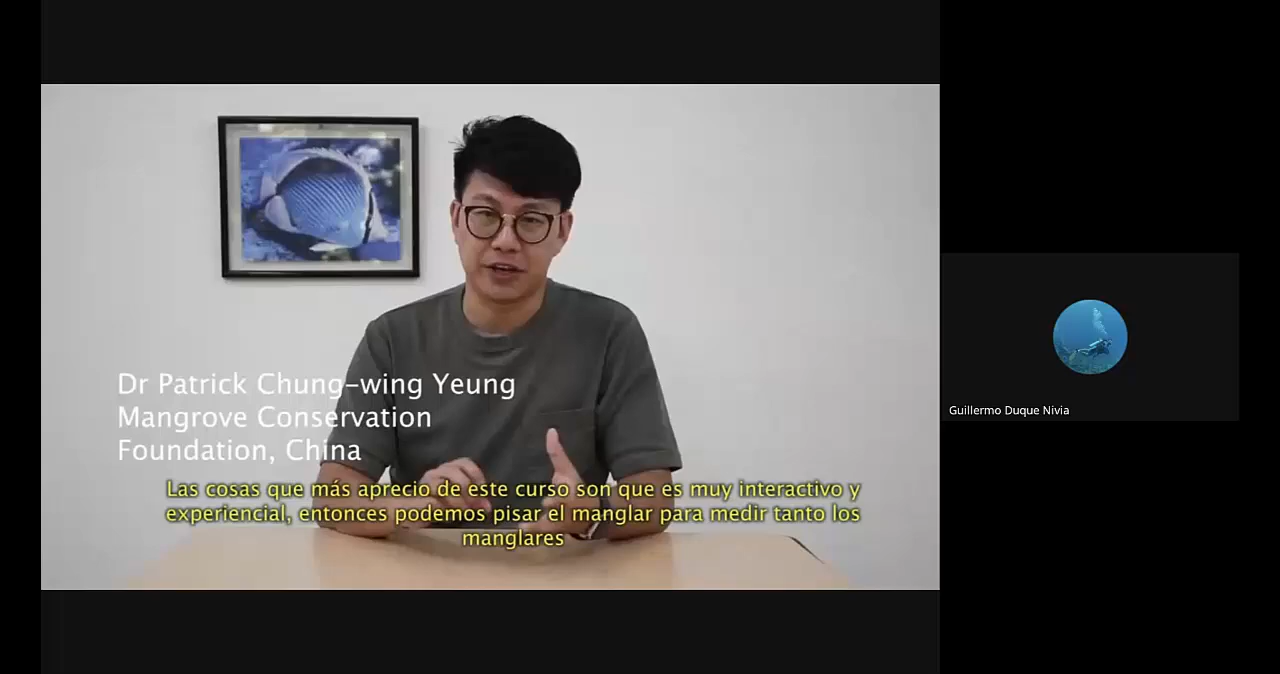 Dr Patrick Chung-wing Yeung
Mangrove Conservation
Foundation, China
Las cosas que más aprecio de este curso son que es muy interactivo y
experiencial, entonces podemos pisar el manglar para medir tanto los
manglares
Guillermo Duque Nivia